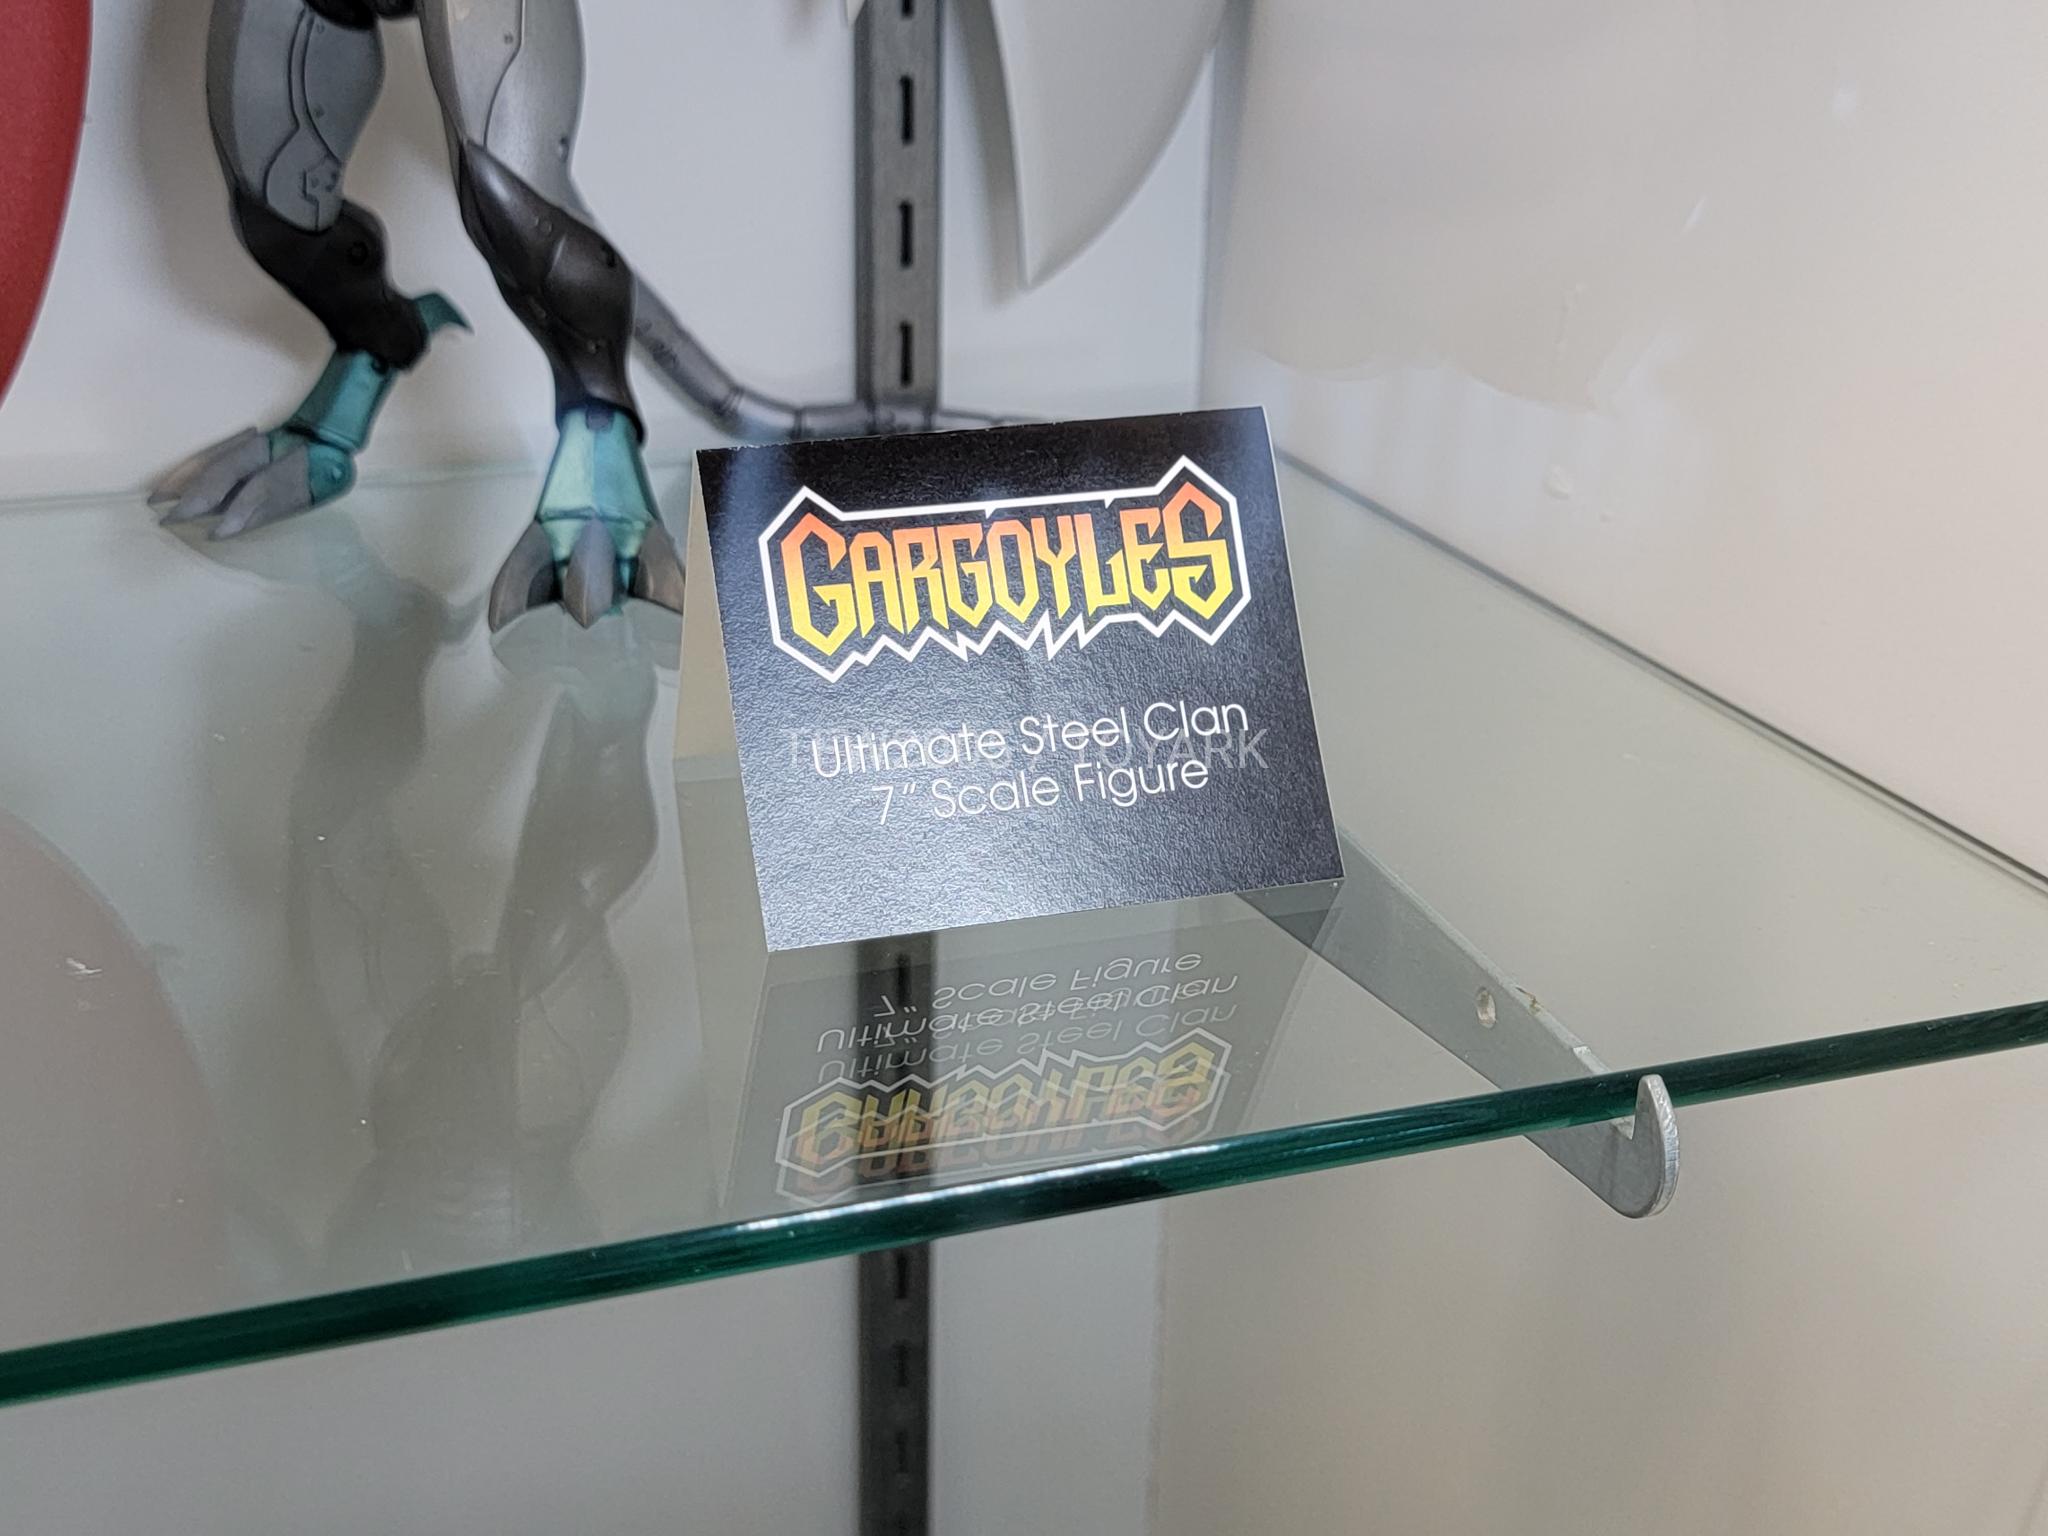 GARGOYLES
Ultimate Steel Clan
7" Scale Figure